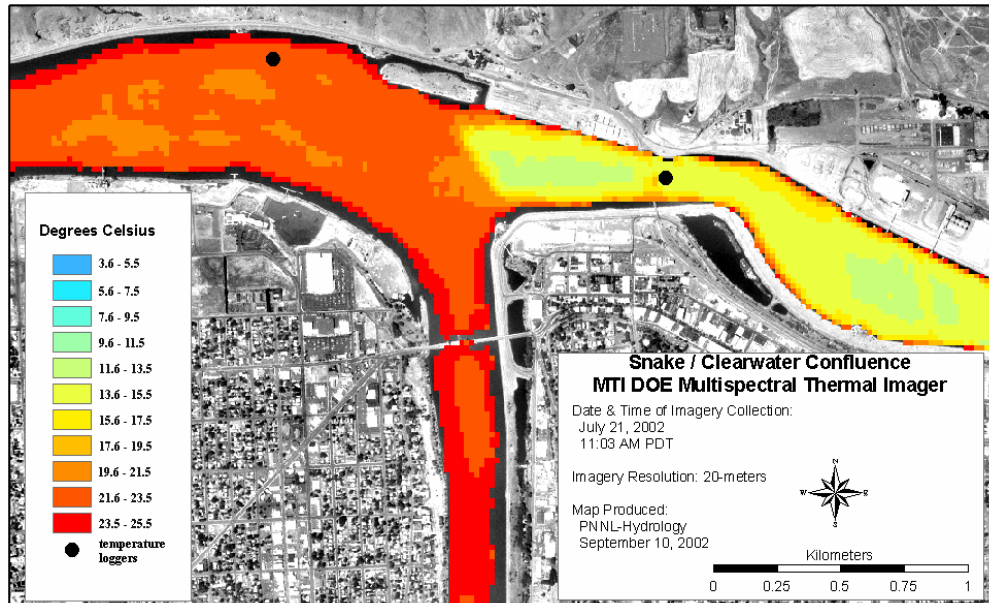 Degrees Celsius
3.6 - 5.5
5.6 - 7.5
7.6 - 9.5
9.6 - 11.5
11.6 - 13.5
13.6 - 15.5
15.6 - 17.5
17.6 - 19.5
19.6 - 21.5
21.6 - 23.5
23.5 - 25.5
temperature
loggers
Snake / Clearwater Confluence
MTI DOE Multispectral Thermal Imager
Date & Time of Imagery Collection:
July 21, 2002
11:03 AM PDT
Imagery Resolution: 20-meters
Map Produced:
PNNL-Hydrology
September 10, 2002
N
W E
S
Kilometers
0 0.25 0.5 0.75 1